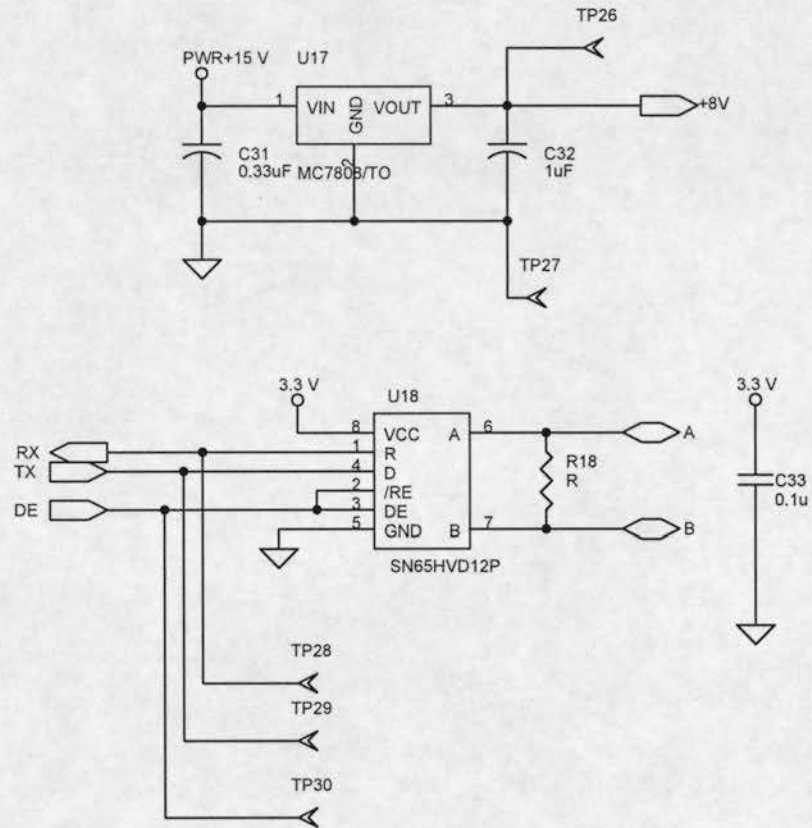 TP26
PWR+15 V
U17
1
VIN
GND
VOUT
3
+8V
2
C31
0.33uF
MC7808/TO
C32
1uF
TP27
3.3 V
U18
3.3 V
8
VCC
A
6
A
RX
1
R
TX
4
D
R18
R
2
/RE
C33
0.1u
DE
3
DE
5
GND
B
7
B
SN65HVD12P
TP28
TP29
TP30